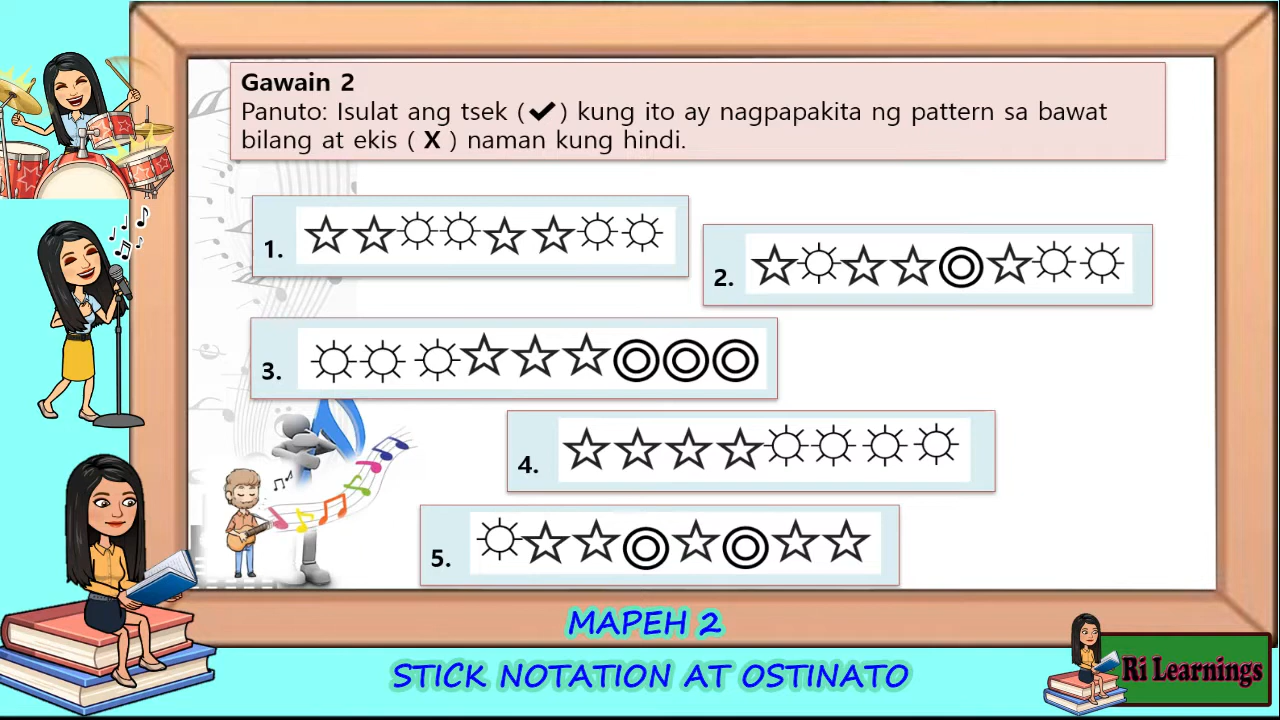 Gawain 2
Panuto: Isulat ang tsek (✔) kung ito ay nagpapakita ng pattern sa bawat
bilang at ekis ( X ) naman kung hindi.
1.
2.
3.
4.
5.
MAPEH 2
STICK NOTATION AT OSTINATO
Ri Learnings